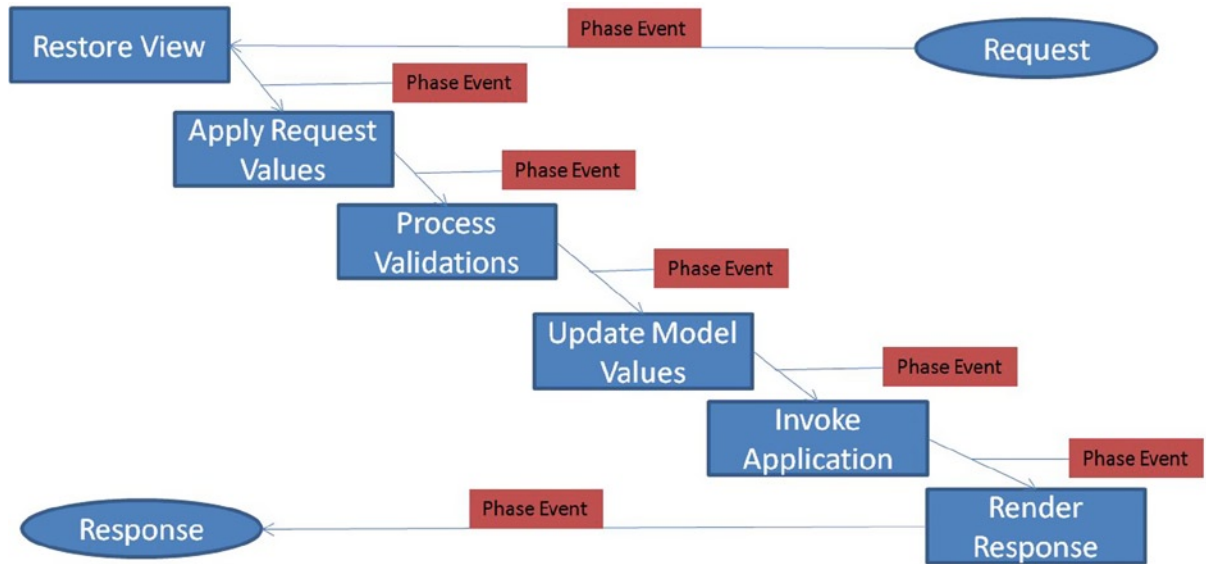 Restore View
Phase Event
Request
Phase Event
Apply Request
Values
Phase Event
Process
Validations
Phase Event
Update Model
Values
Phase Event
Invoke
Application
Phase Event
Render
Response
Phase Event
Response